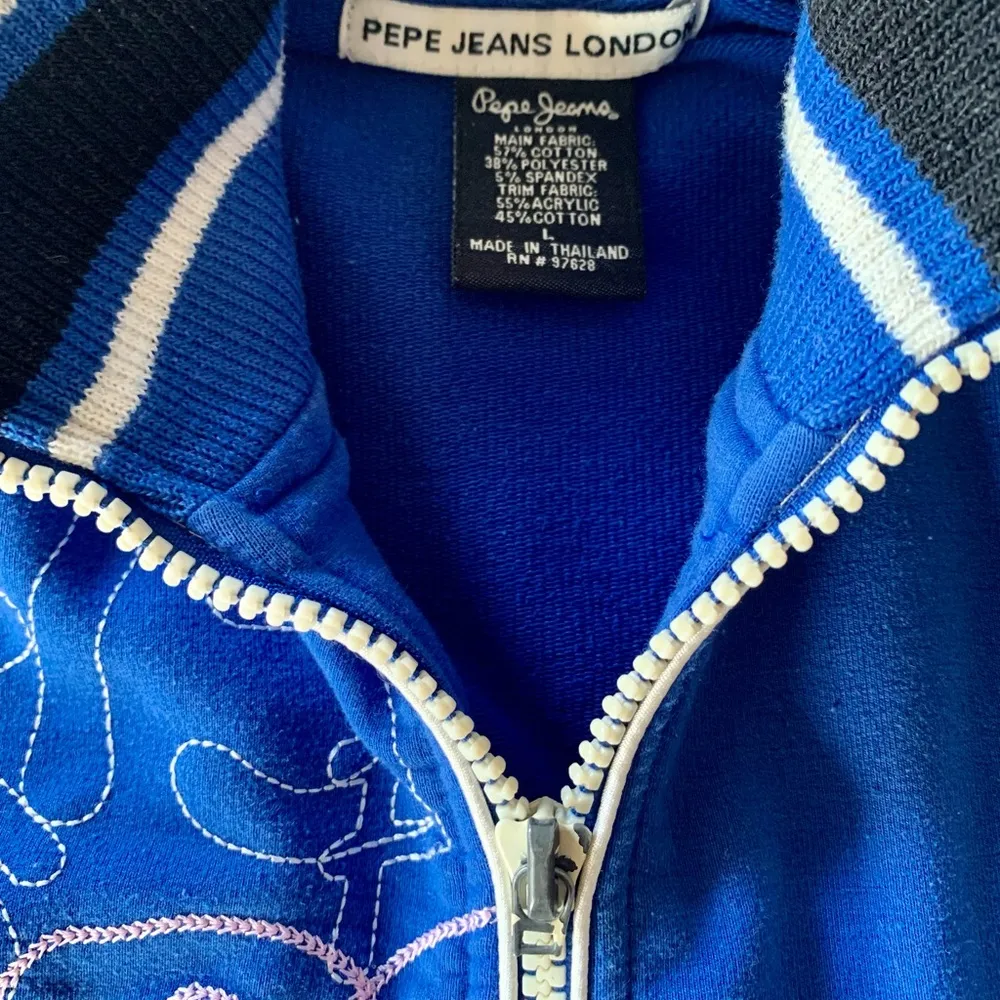 PEPE JEANS LONDON
Pepe Jeans
LONDON
MAIN FABRIC:
57% COTTON
38% POLYESTER
5% SPANDEX
TRIM FABRIC:
55% ACRYLIC
45% COTTON
L
MADE IN THAILAND
RN # 97628